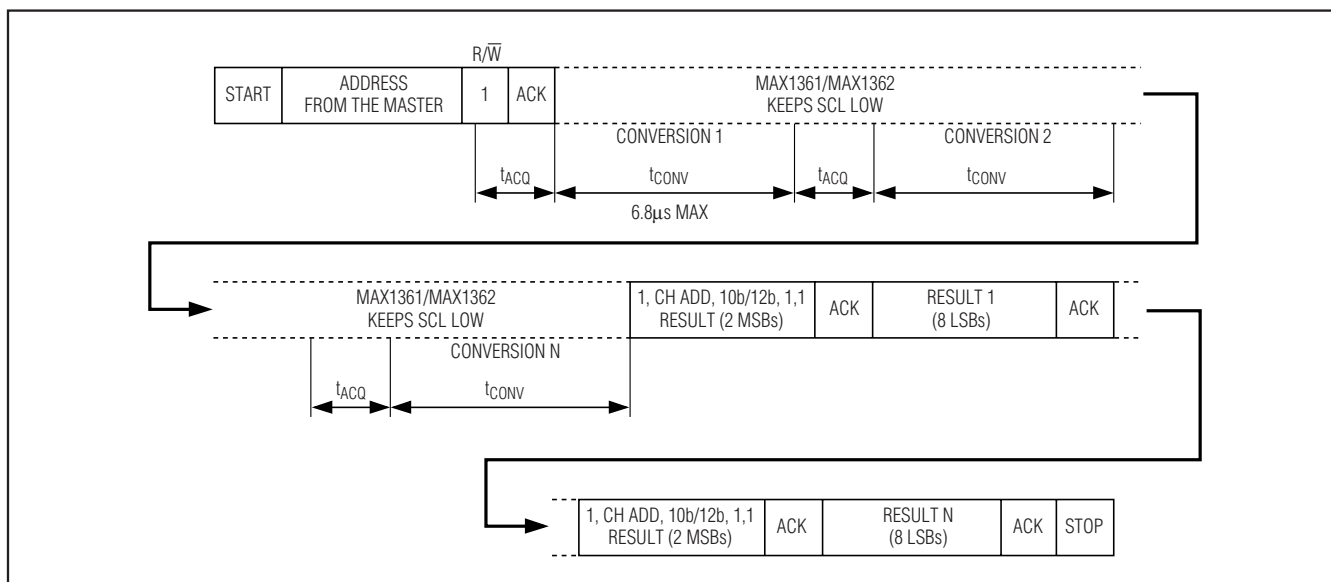 R/W̅
START
ADDRESS
FROM THE MASTER
1
ACK
MAX1361/MAX1362
KEEPS SCL LOW
CONVERSION 1
CONVERSION 2
tACQ
tCONV
tACQ
tCONV
6.8µs MAX
MAX1361/MAX1362
KEEPS SCL LOW
1, CH ADD, 10b/12b, 1,1
RESULT (2 MSBs)
ACK
RESULT 1
(8 LSBs)
ACK
CONVERSION N
tACQ
tCONV
1, CH ADD, 10b/12b, 1,1
RESULT (2 MSBs)
ACK
RESULT N
(8 LSBs)
ACK
STOP